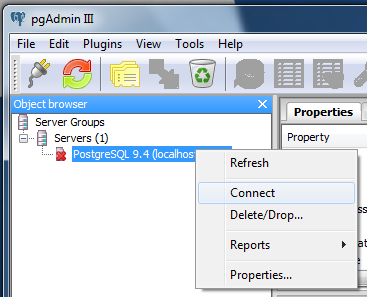 pgAdmin III
File Edit Plugins View Tools Help
Object browser
Server Groups
Servers (1)
PostgreSQL 9.4 (localhos
Properties
Property
Refresh
Connect
Delete/Drop...
Reports
Properties...